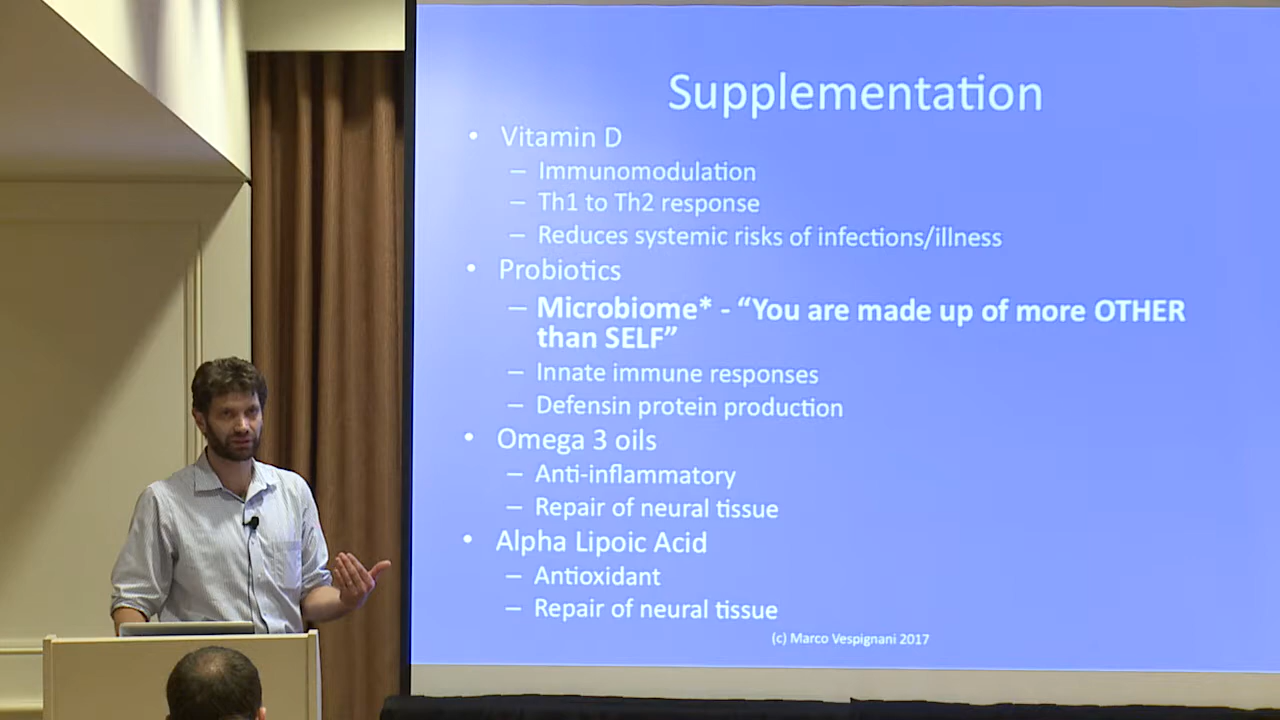 Supplementation
• Vitamin D
– Immunomodulation
– Th1 to Th2 response
– Reduces systemic risks of infections/illness
• Probiotics
– Microbiome* - “You are made up of more OTHER
than SELF”
– Innate immune responses
– Defensin protein production
• Omega 3 oils
– Anti-inflammatory
– Repair of neural tissue
• Alpha Lipoic Acid
– Antioxidant
– Repair of neural tissue
(c) Marco Vespignani 2017